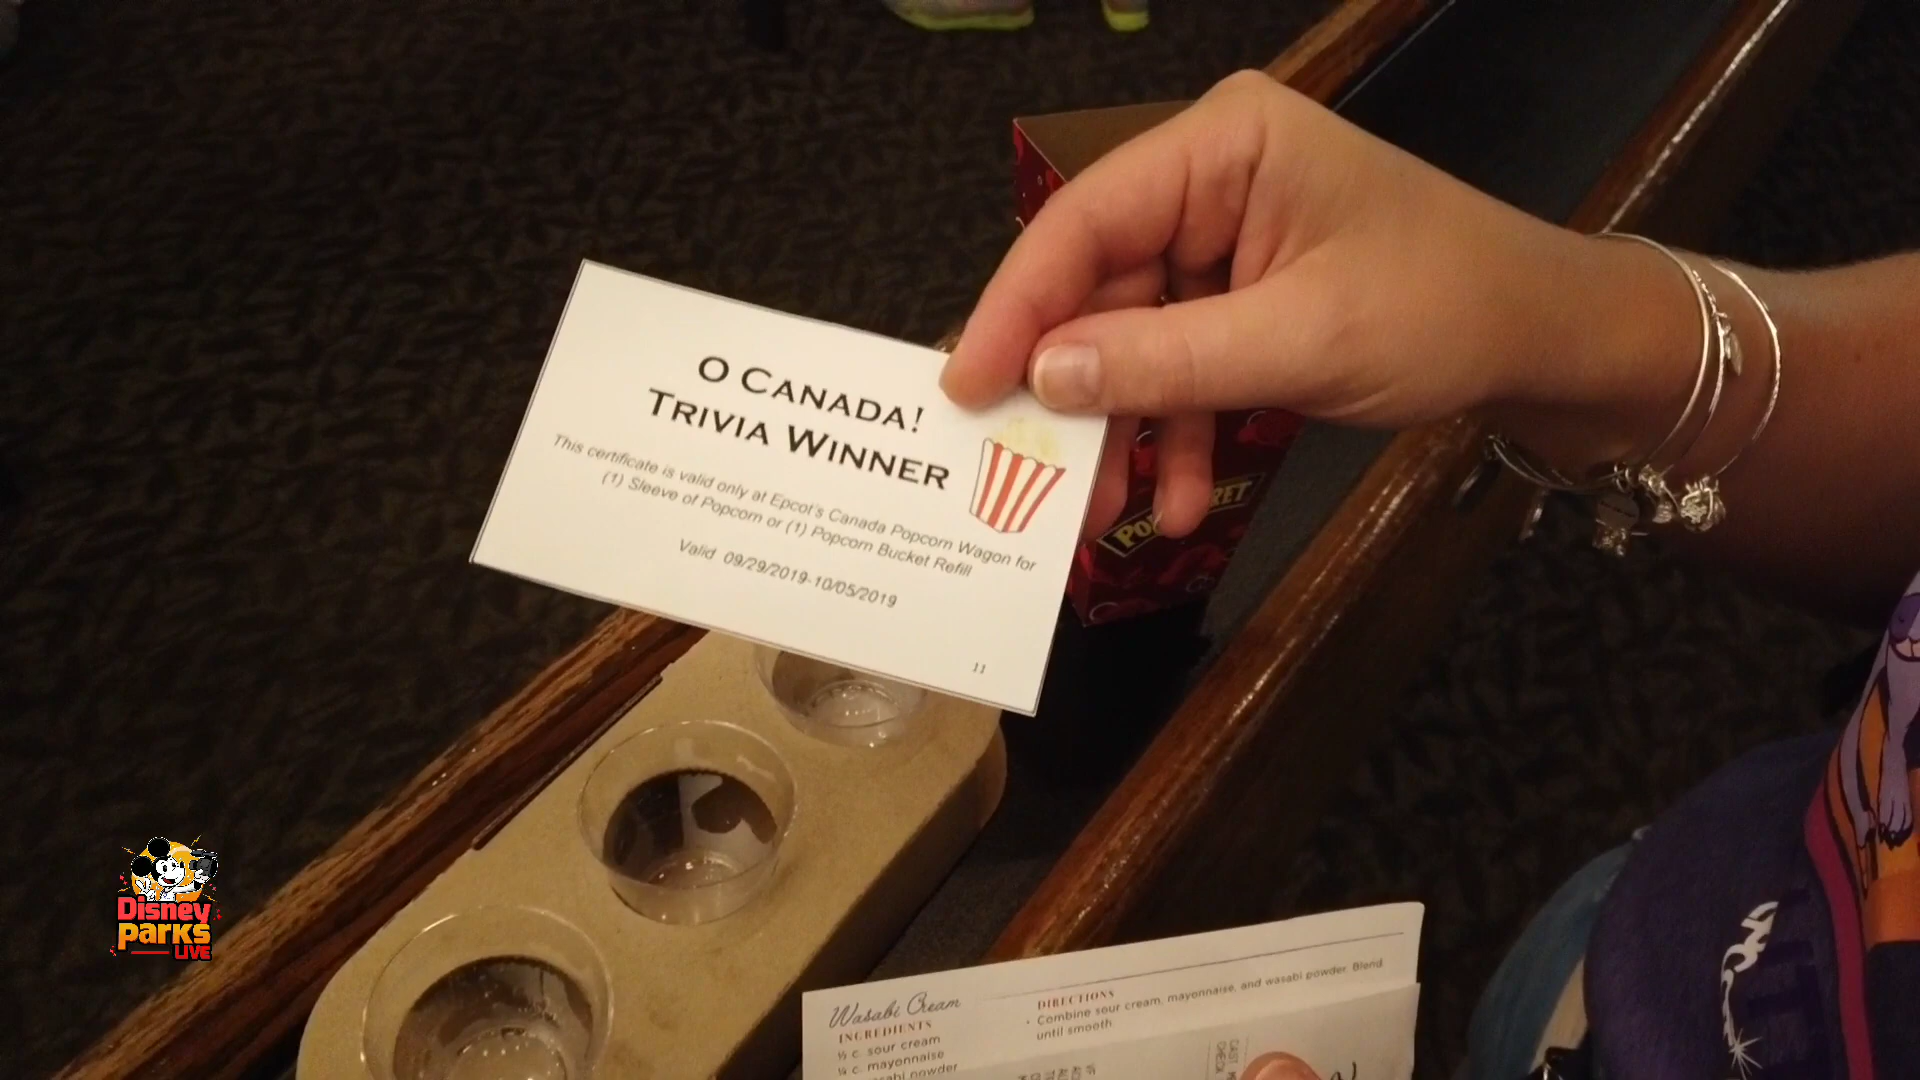 O CANADA!
TRIVIA WINNER
This certificate is valid only at Epcot's Canada Popcorn Wagon for
(1) Sleeve of Popcorn or (1) Popcorn Bucket Refill
Valid 09/29/2019-10/05/2019
11
Disney
Parks
LIVE
Wasabi Cream
INGREDIENTS
½ c. sour cream
¼ c. mayonnaise
powder
DIRECTIONS
• Combine sour cream, mayonnaise, and wasabi powder. Blend
until smooth.